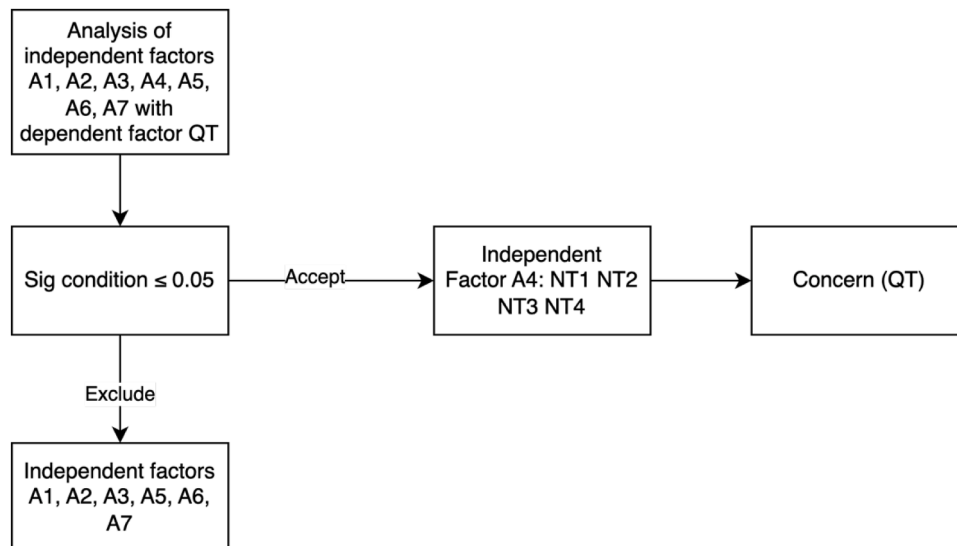 Analysis of
independent factors
A1, A2, A3, A4, A5,
A6, A7 with
dependent factor QT
Sig condition ≤ 0.05
Accept
Independent
Factor A4: NT1 NT2
NT3 NT4
Concern (QT)
Exclude
Independent factors
A1, A2, A3, A5, A6,
A7